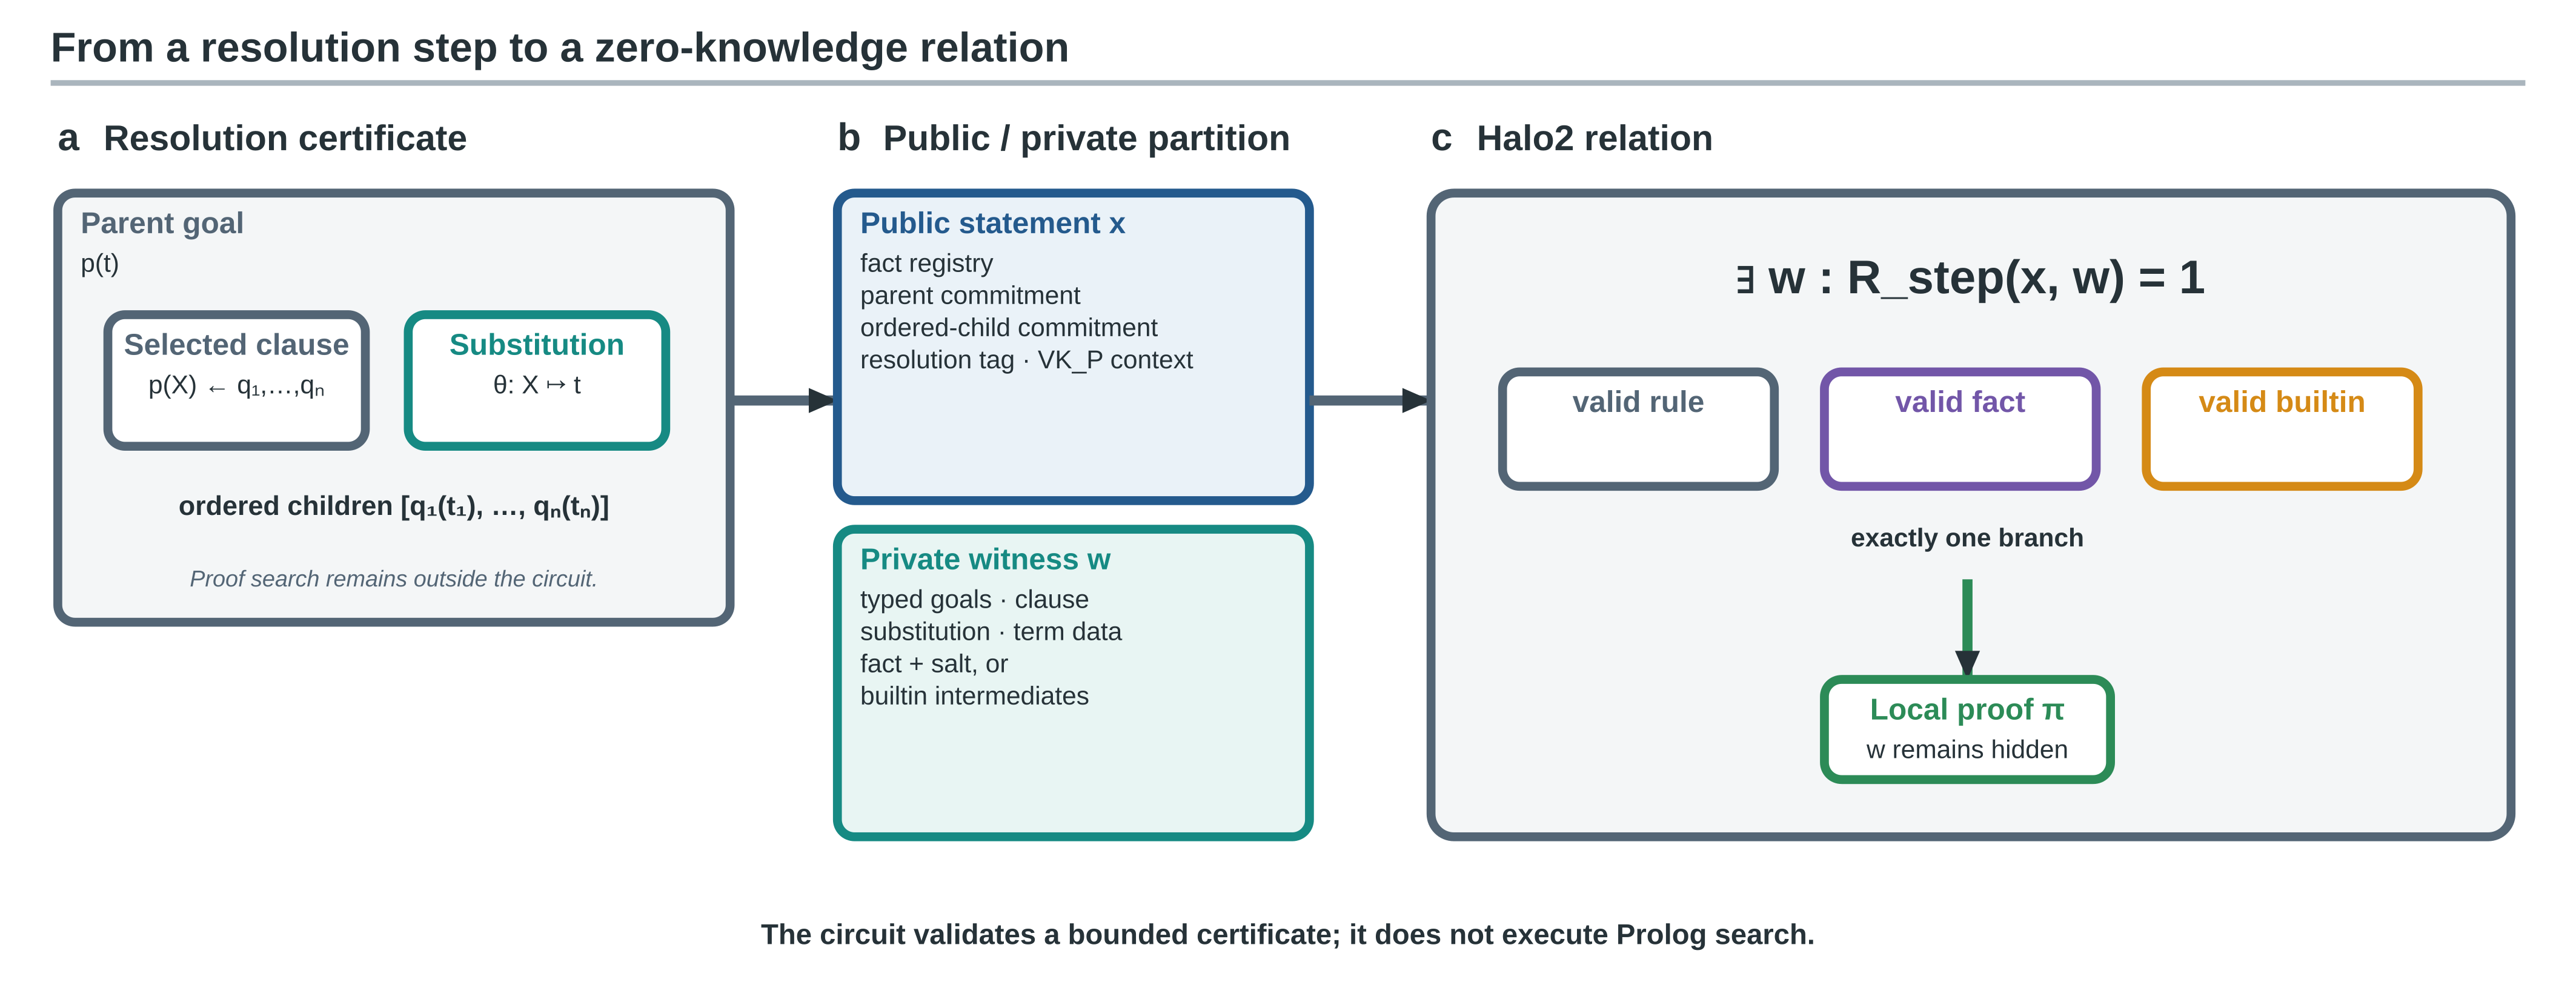 From a resolution step to a zero-knowledge relation
a Resolution certificate
Parent goal
p(t)
Selected clause
p(X) ← q₁,…,qₙ
Substitution
θ: X ↦ t
ordered children [q₁(t₁), …, qₙ(tₙ)]
Proof search remains outside the circuit.
b Public / private partition
Public statement x
fact registry
parent commitment
ordered-child commitment
resolution tag · VK_P context
Private witness w
typed goals · clause
substitution · term data
fact + salt, or
builtin intermediates
c Halo2 relation
∃ w : R_step(x, w) = 1
valid rule
valid fact
valid builtin
exactly one branch
Local proof π
w remains hidden
The circuit validates a bounded certificate; it does not execute Prolog search.